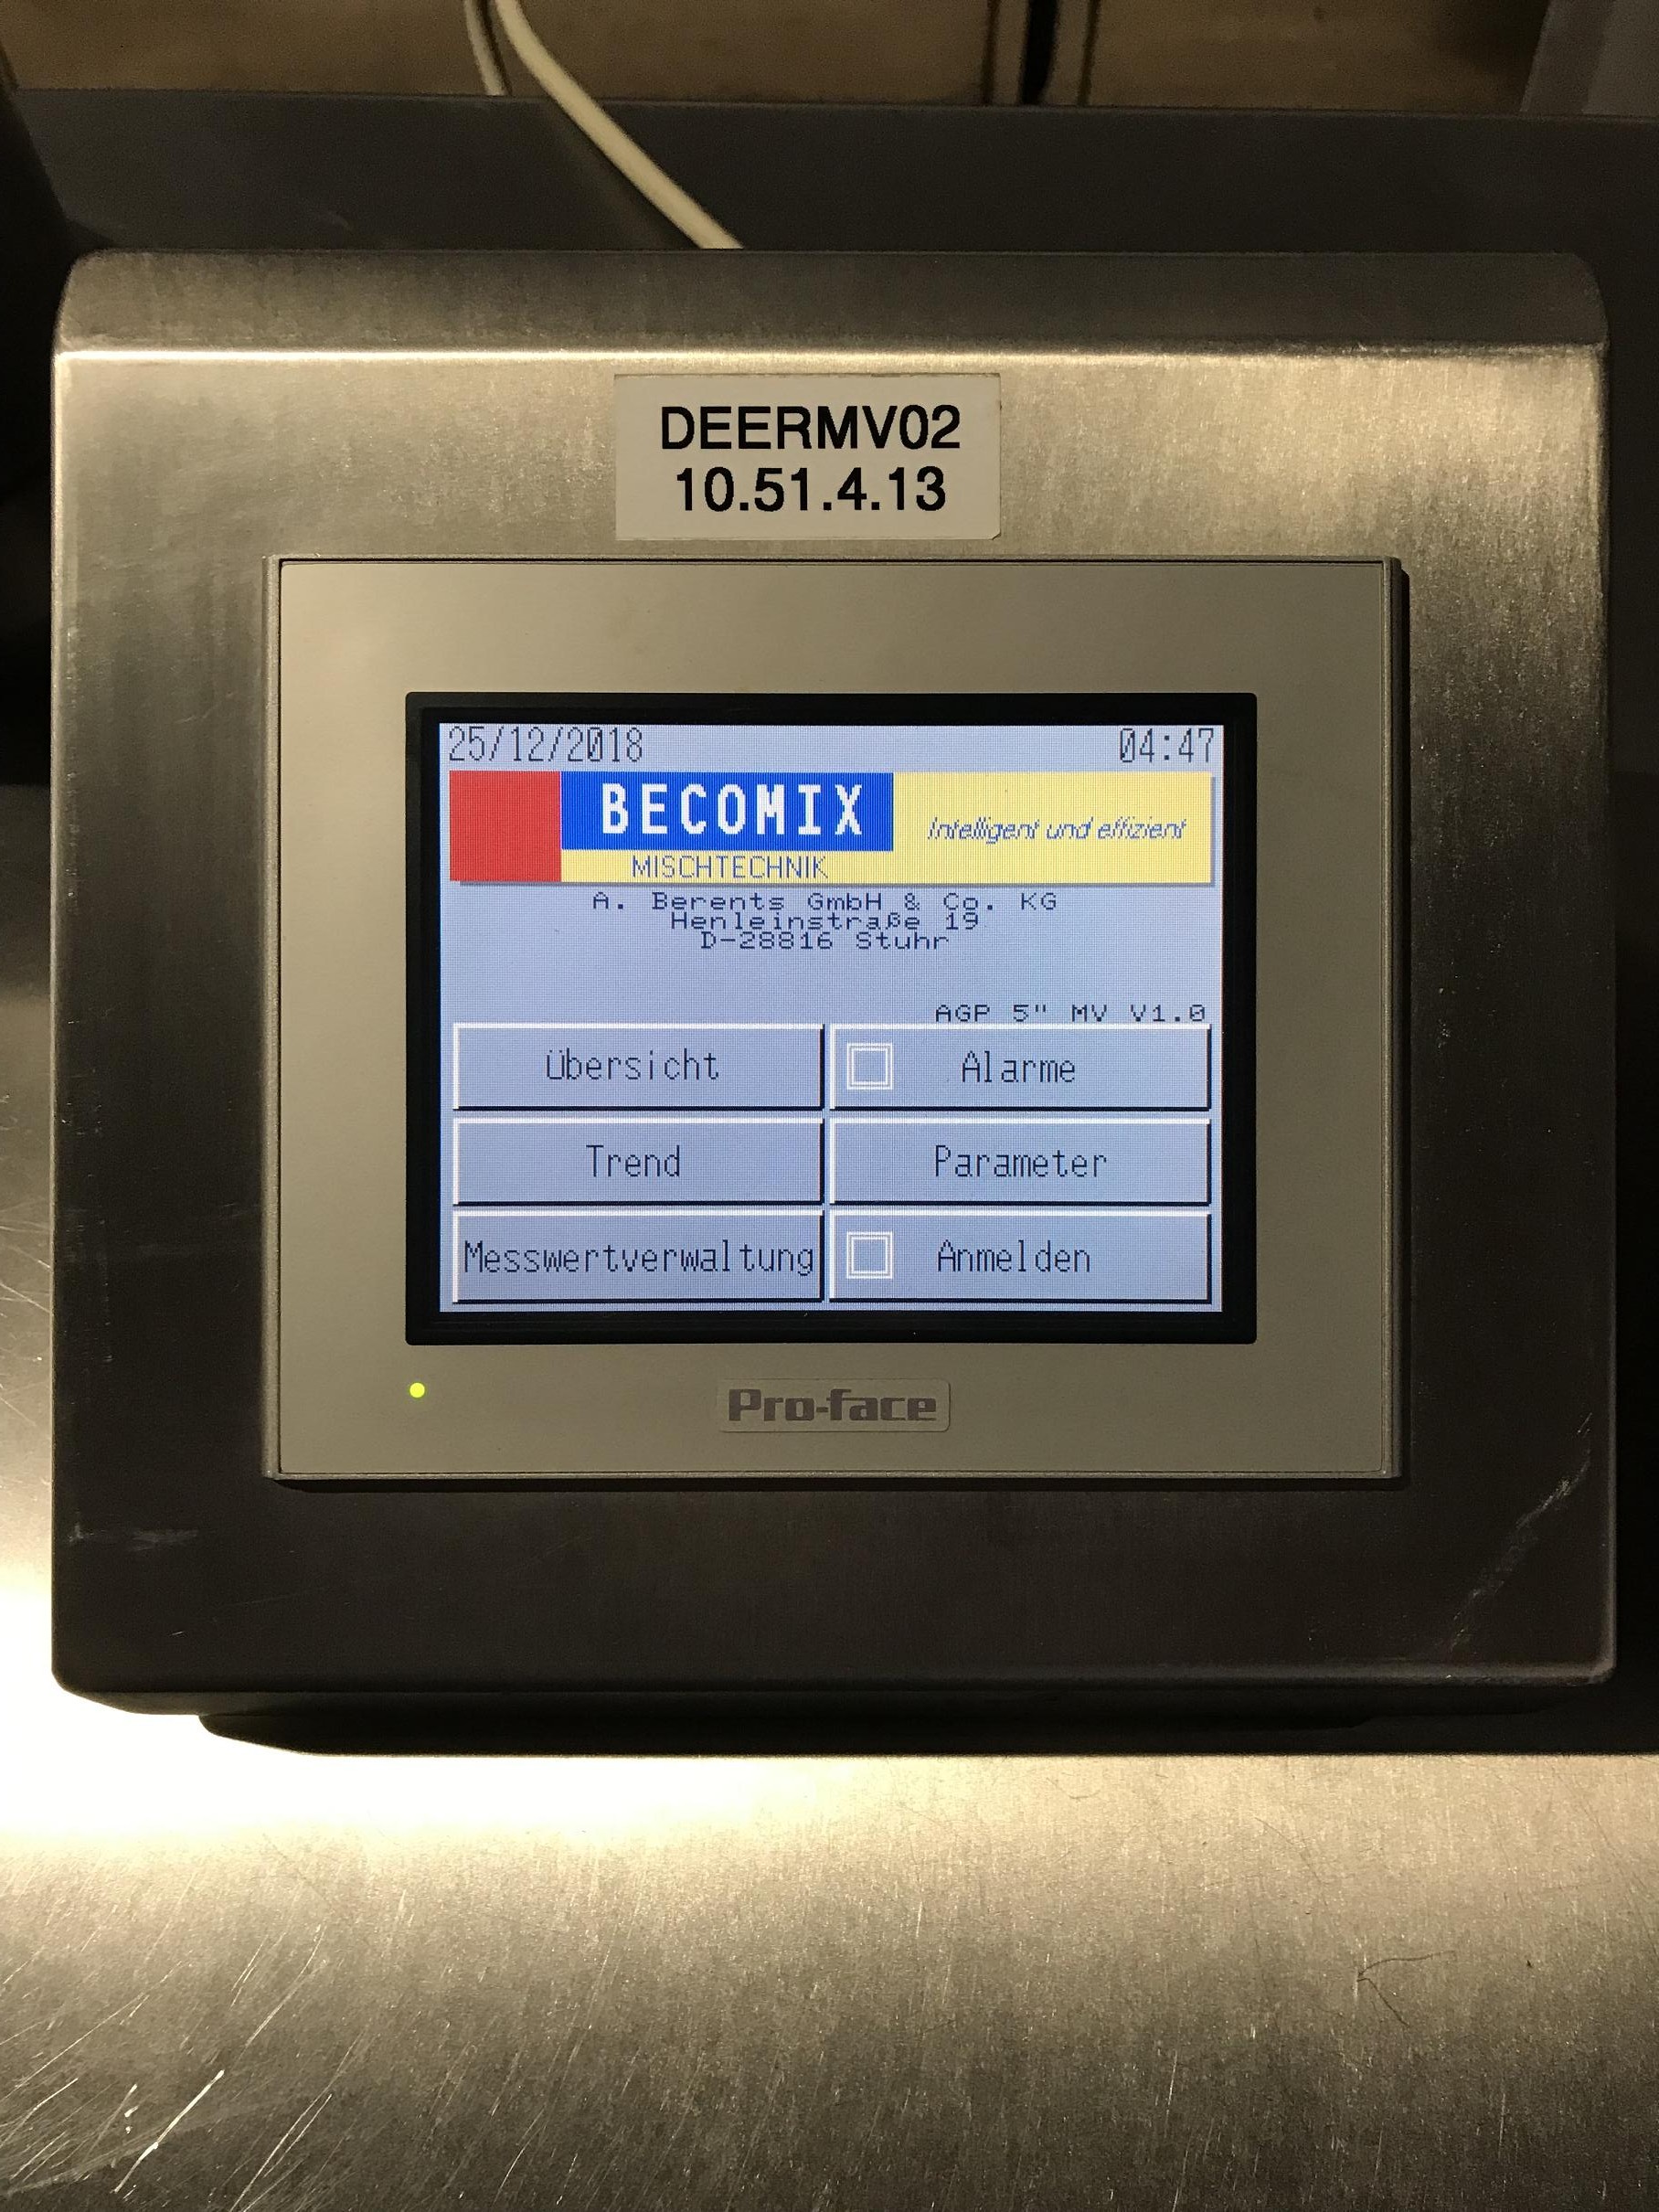 DEERMV02
10.51.4.13
25/12/2018 04:47
BECOMIX
Intelligent und effizient
MISCHTECHNIK
A. Berents GmbH & Co. KG
Henleinstraße 19
D-28816 Stuhr
AGP 5" MV V1.0
Übersicht Alarme
Trend Parameter
Messwertverwaltung Anmelden
Pro-face